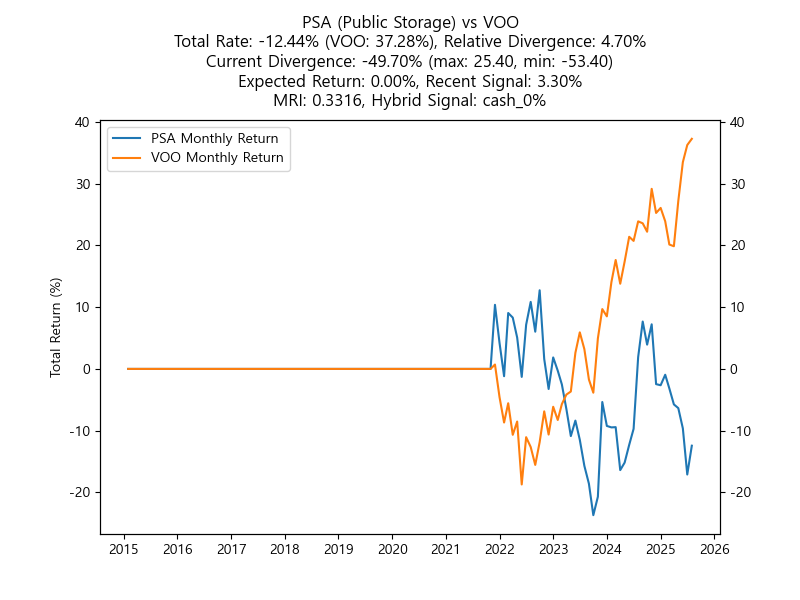 PSA (Public Storage) vs VOO
Total Rate: -12.44% (VOO: 37.28%), Relative Divergence: 4.70%
Current Divergence: -49.70% (max: 25.40, min: -53.40)
Expected Return: 0.00%, Recent Signal: 3.30%
MRI: 0.3316, Hybrid Signal: cash_0%
PSA Monthly Return
VOO Monthly Return
Total Return (%)
40
30
20
10
0
-10
-20
40
30
20
10
0
-10
-20
2015 2016 2017 2018 2019 2020 2021 2022 2023 2024 2025 2026